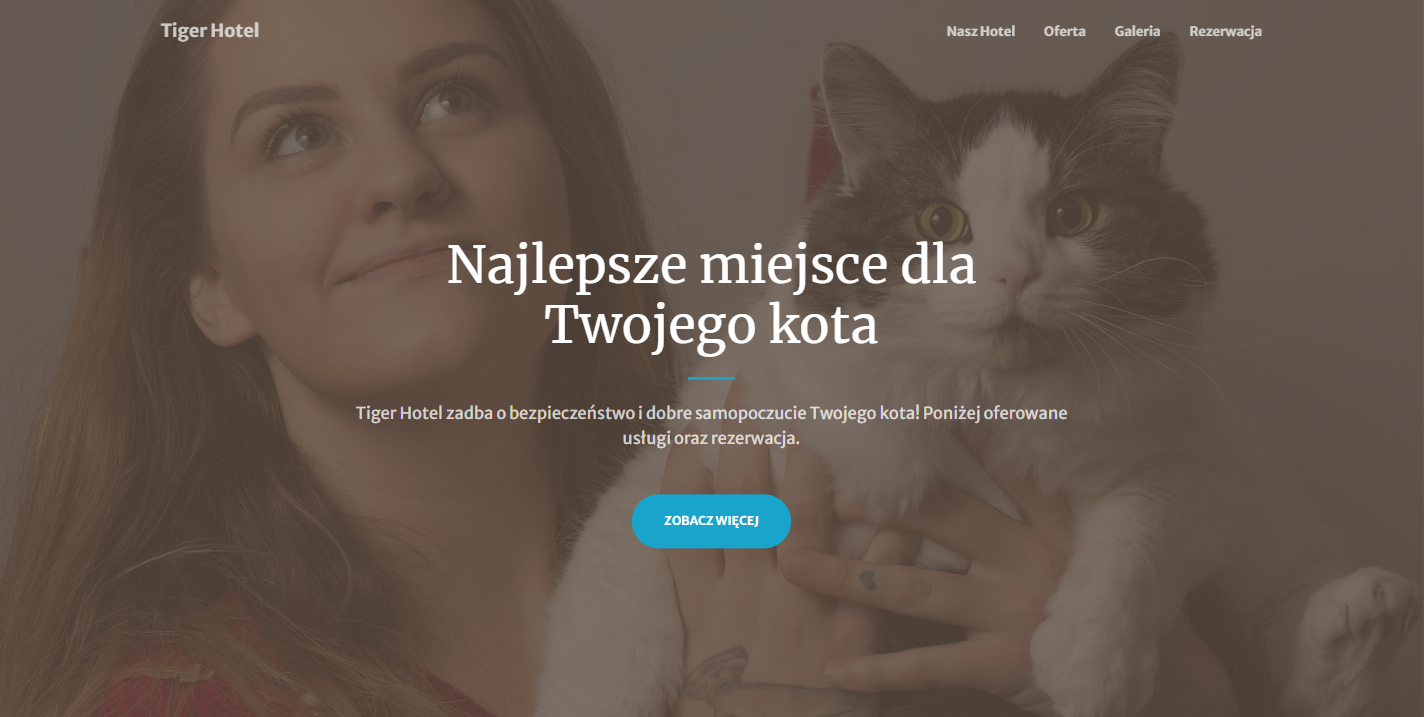 Tiger Hotel
Nasz Hotel
Oferta
Galeria
Rezerwacja
Najlepsze miejsce dla
Twojego kota
Tiger Hotel zadba o bezpieczeństwo i dobre samopoczucie Twojego kota! Poniżej oferowane
usługi oraz rezerwacja.
ZOBACZ WIĘCEJ